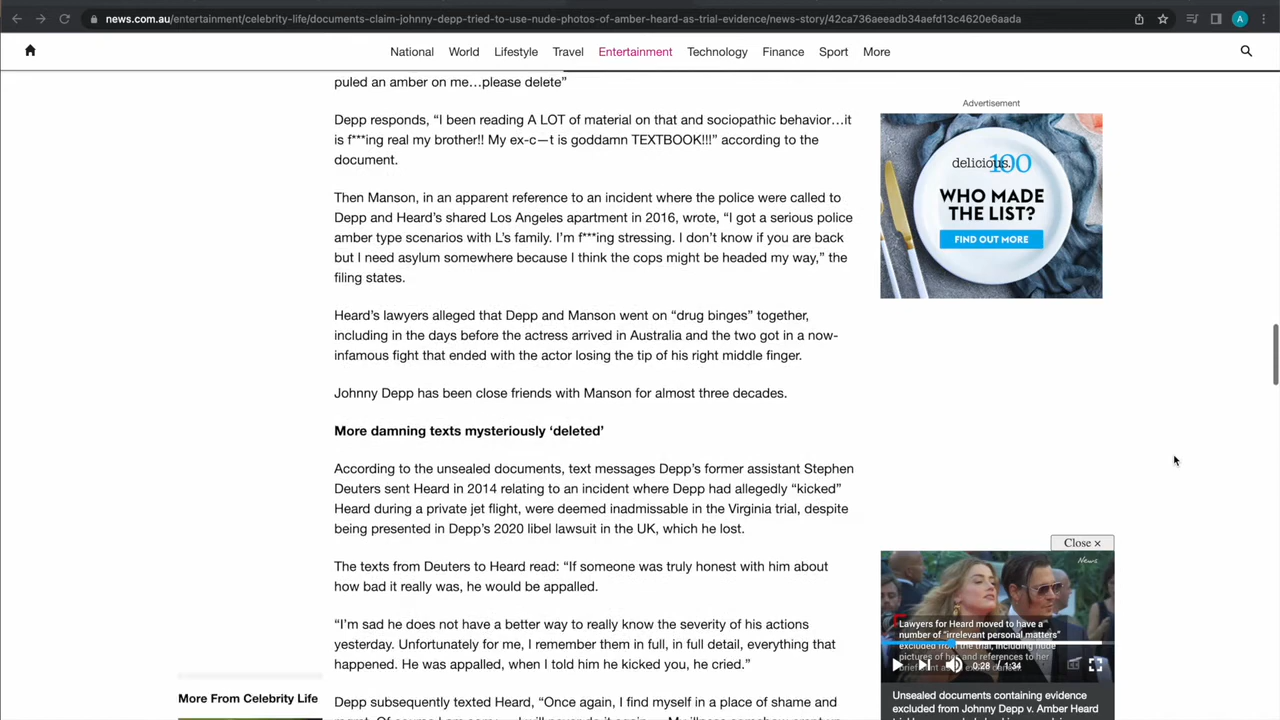 news.com.au/entertainment/celebrity-life/documents-claim-johnny-depp-tried-to-use-nude-photos-of-amber-heard-as-trial-evidence/news-story/42ca736aeeadb34aefd13c4620e6aada
A
National World Lifestyle Travel Entertainment Technology Finance Sport More
puled an amber on me…please delete”
Depp responds, “I been reading A LOT of material on that and sociopathic behavior…it
is f***ing real my brother!! My ex-c—t is goddamn TEXTBOOK!!!” according to the
document.
Then Manson, in an apparent reference to an incident where the police were called to
Depp and Heard’s shared Los Angeles apartment in 2016, wrote, “I got a serious police
amber type scenarios with L’s family. I’m f***ing stressing. I don’t know if you are back
but I need asylum somewhere because I think the cops might be headed my way,” the
filing states.
Heard’s lawyers alleged that Depp and Manson went on “drug binges” together,
including in the days before the actress arrived in Australia and the two got in a now-
infamous fight that ended with the actor losing the tip of his right middle finger.
Johnny Depp has been close friends with Manson for almost three decades.
More damning texts mysteriously ‘deleted’
According to the unsealed documents, text messages Depp’s former assistant Stephen
Deuters sent Heard in 2014 relating to an incident where Depp had allegedly “kicked”
Heard during a private jet flight, were deemed inadmissable in the Virginia trial, despite
being presented in Depp’s 2020 libel lawsuit in the UK, which he lost.
The texts from Deuters to Heard read: “If someone was truly honest with him about
how bad it really was, he would be appalled.
“I’m sad he does not have a better way to really know the severity of his actions
yesterday. Unfortunately for me, I remember them in full, in full detail, everything that
happened. He was appalled, when I told him he kicked you, he cried.”
Depp subsequently texted Heard, “Once again, I find myself in a place of shame and
Advertisement
delicious. 100
WHO MADE
THE LIST?
FIND OUT MORE
Close ×
News
Lawyers for Heard moved to have a
number of “irrelevant personal matters”
excluded from the trial, including nude
pictures of her and references to her
0:28 / 1:34
Unsealed documents containing evidence
excluded from Johnny Depp v. Amber Heard
More From Celebrity Life